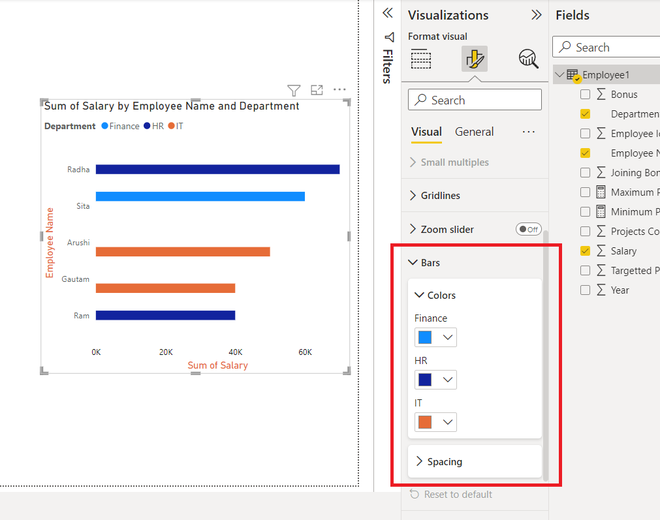 Sum of Salary by Employee Name and Department
Department Finance HR IT
Radha
Sita
Arushi
Gautam
Ram
Employee Name
0K 20K 40K 60K
Sum of Salary
Filters
Visualizations
Format visual
Search
Visual General
Small multiples
Gridlines
Zoom slider Off
Bars
Colors
Finance
HR
IT
Spacing
Reset to default
Fields
Search
Employee1
Bonus
Departmen
Employee Id
Employee N
Joining Bon
Maximum P
Minimum P
Projects Co
Salary
Targetted P
Year